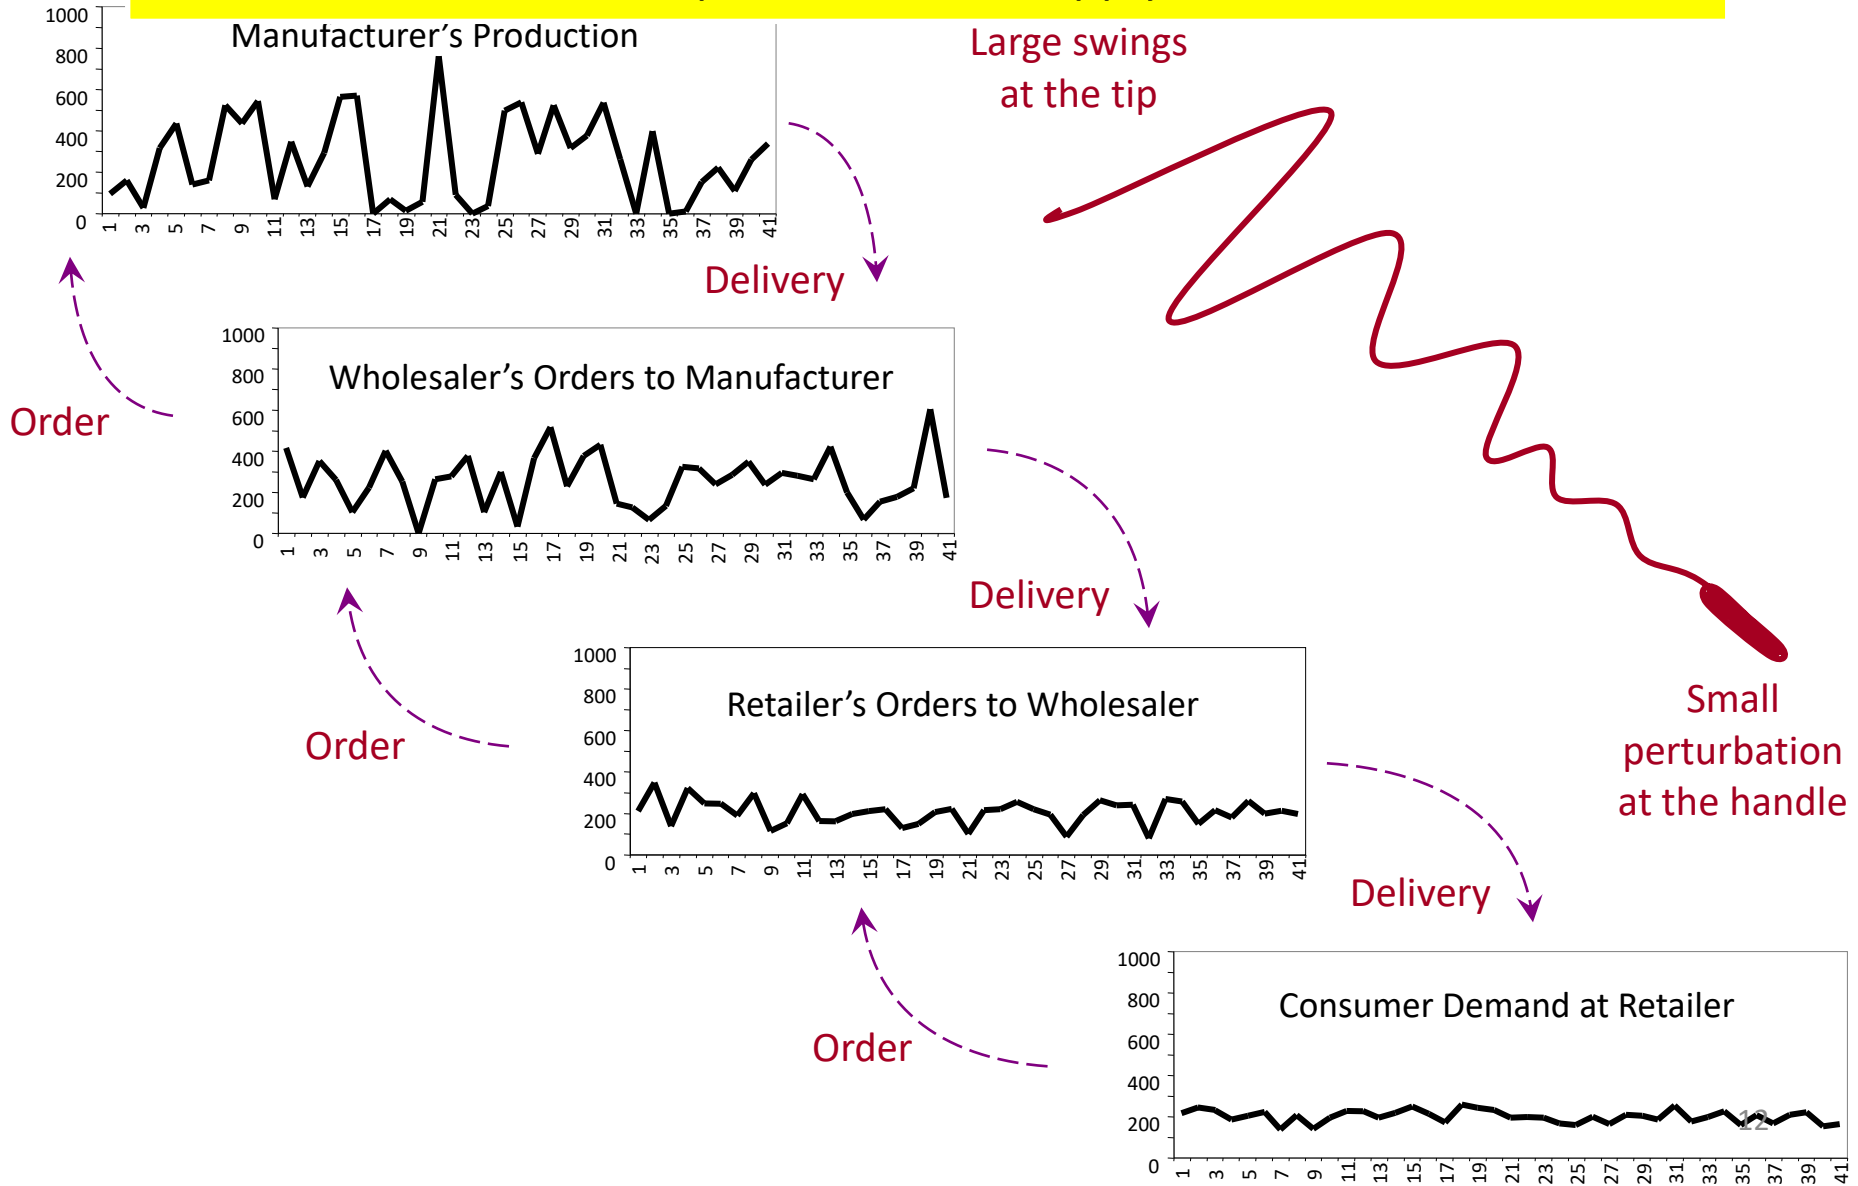 Manufacturer's Production
1000
800
600
400
200
0
1 3 5 7 9 11 13 15 17 19 21 23 25 27 29 31 33 35 37 39 41
Large swings
at the tip
Delivery
Order
Wholesaler's Orders to Manufacturer
1000
800
600
400
200
0
1 3 5 7 9 11 13 15 17 19 21 23 25 27 29 31 33 35 37 39 41
Delivery
Order
Retailer's Orders to Wholesaler
1000
800
600
400
200
0
1 3 5 7 9 11 13 15 17 19 21 23 25 27 29 31 33 35 37 39 41
Small
perturbation
at the handle
Delivery
Order
Consumer Demand at Retailer
1000
800
600
400
200
0
1 3 5 7 9 11 13 15 17 19 21 23 25 27 29 31 33 35 37 39 41
12